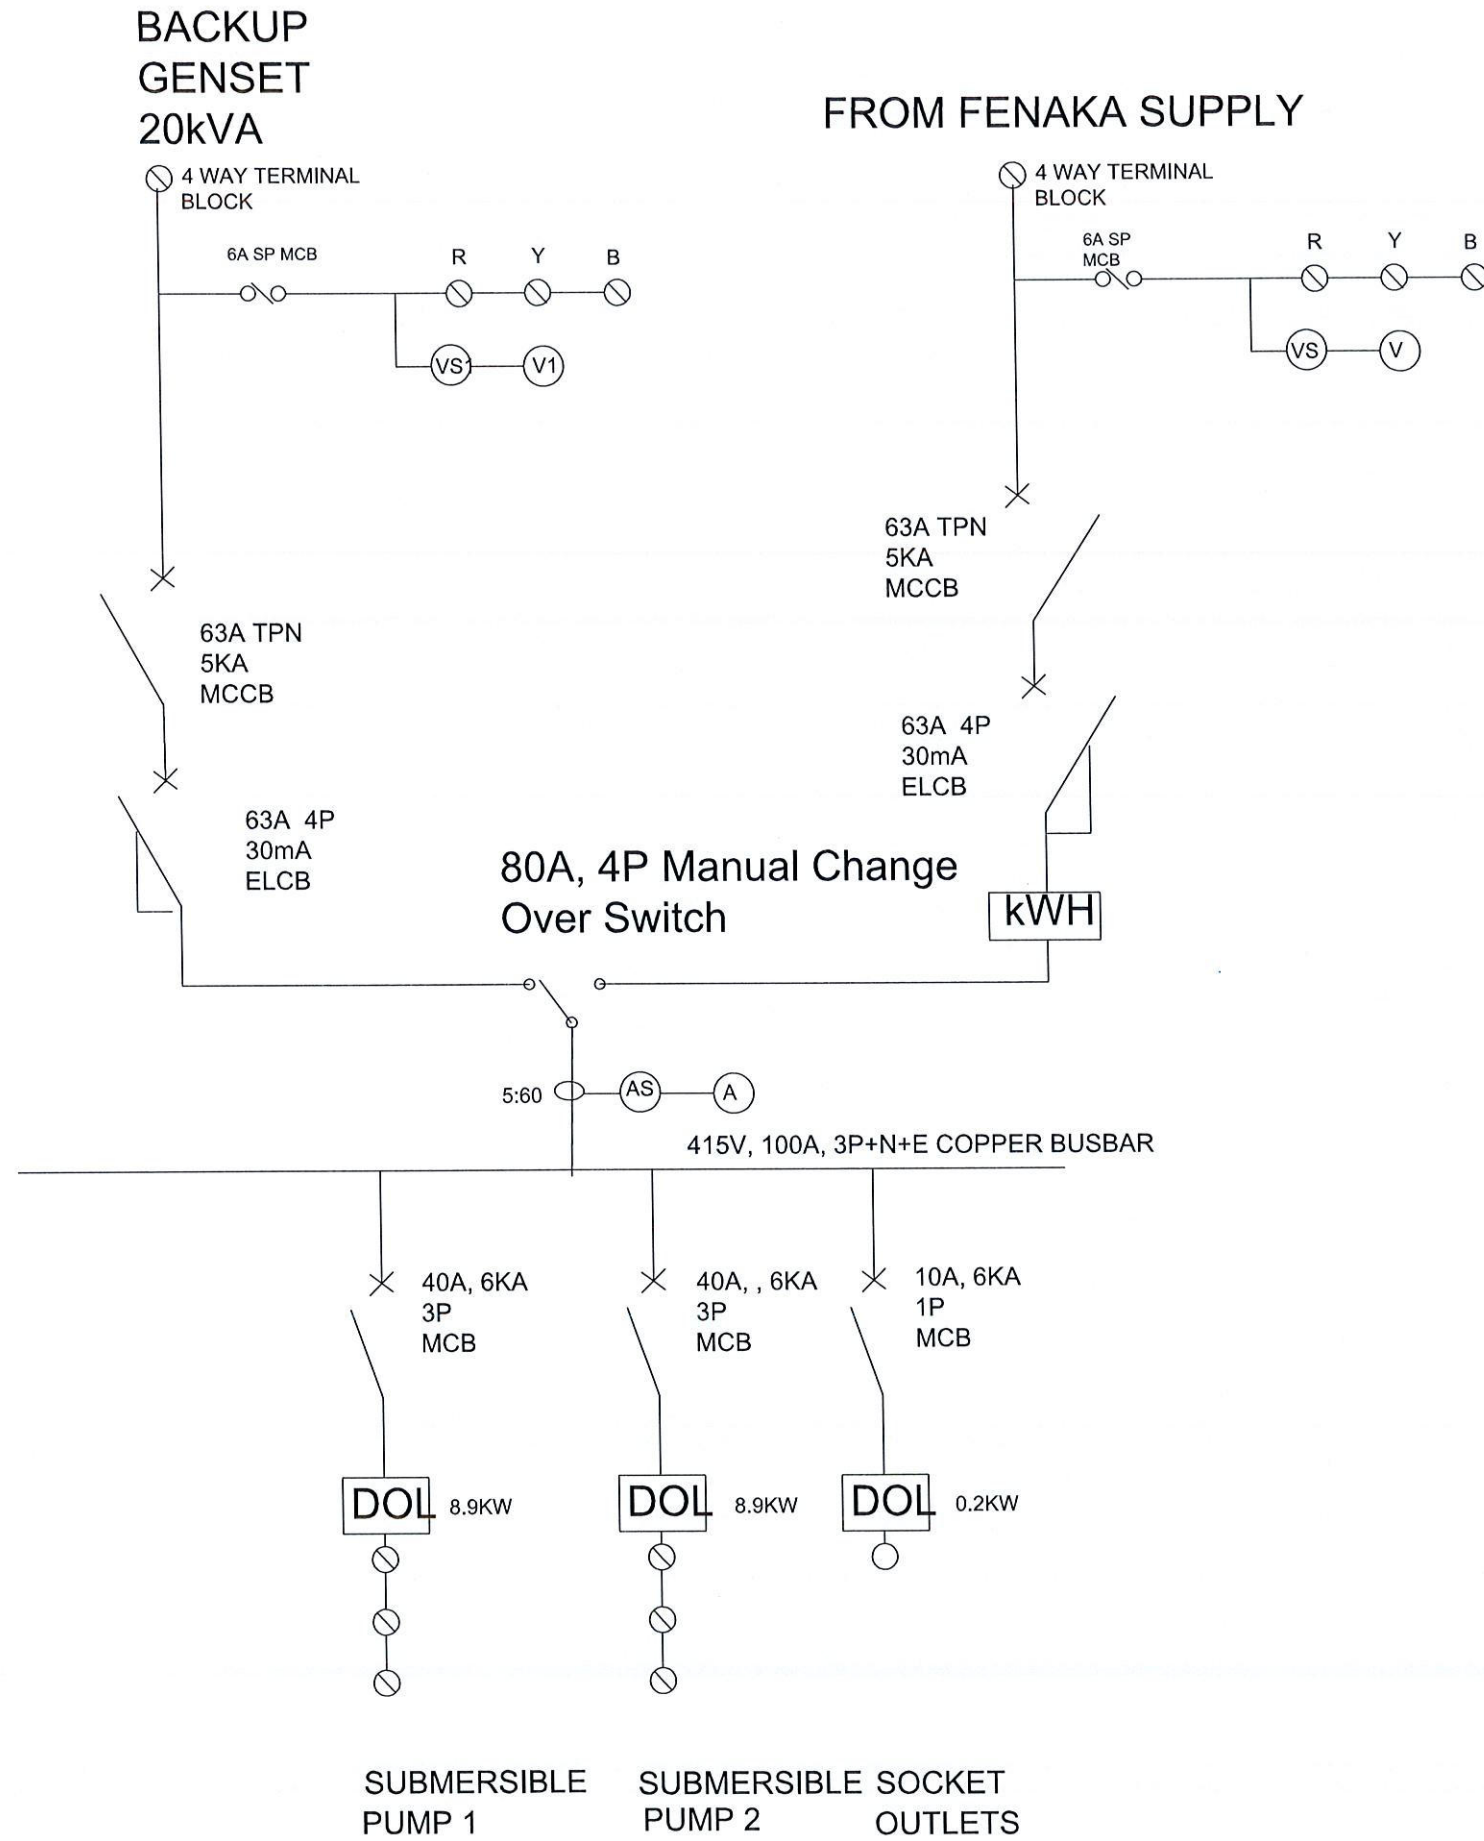 BACKUP
GENSET
20kVA
FROM FENAKA SUPPLY
4 WAY TERMINAL
BLOCK
4 WAY TERMINAL
BLOCK
6A SP MCB
R
Y
B
6A SP
MCB
R
Y
B
VS1
V1
VS
V
63A TPN
5KA
MCCB
63A TPN
5KA
MCCB
63A 4P
30mA
ELCB
63A 4P
30mA
ELCB
80A, 4P Manual Change
Over Switch
kWH
5:60
AS
A
415V, 100A, 3P+N+E COPPER BUSBAR
40A, 6KA
3P
MCB
40A, , 6KA
3P
MCB
10A, 6KA
1P
MCB
DOL
8.9KW
DOL
8.9KW
DOL
0.2KW
SUBMERSIBLE
PUMP 1
SUBMERSIBLE
PUMP 2
SOCKET
OUTLETS